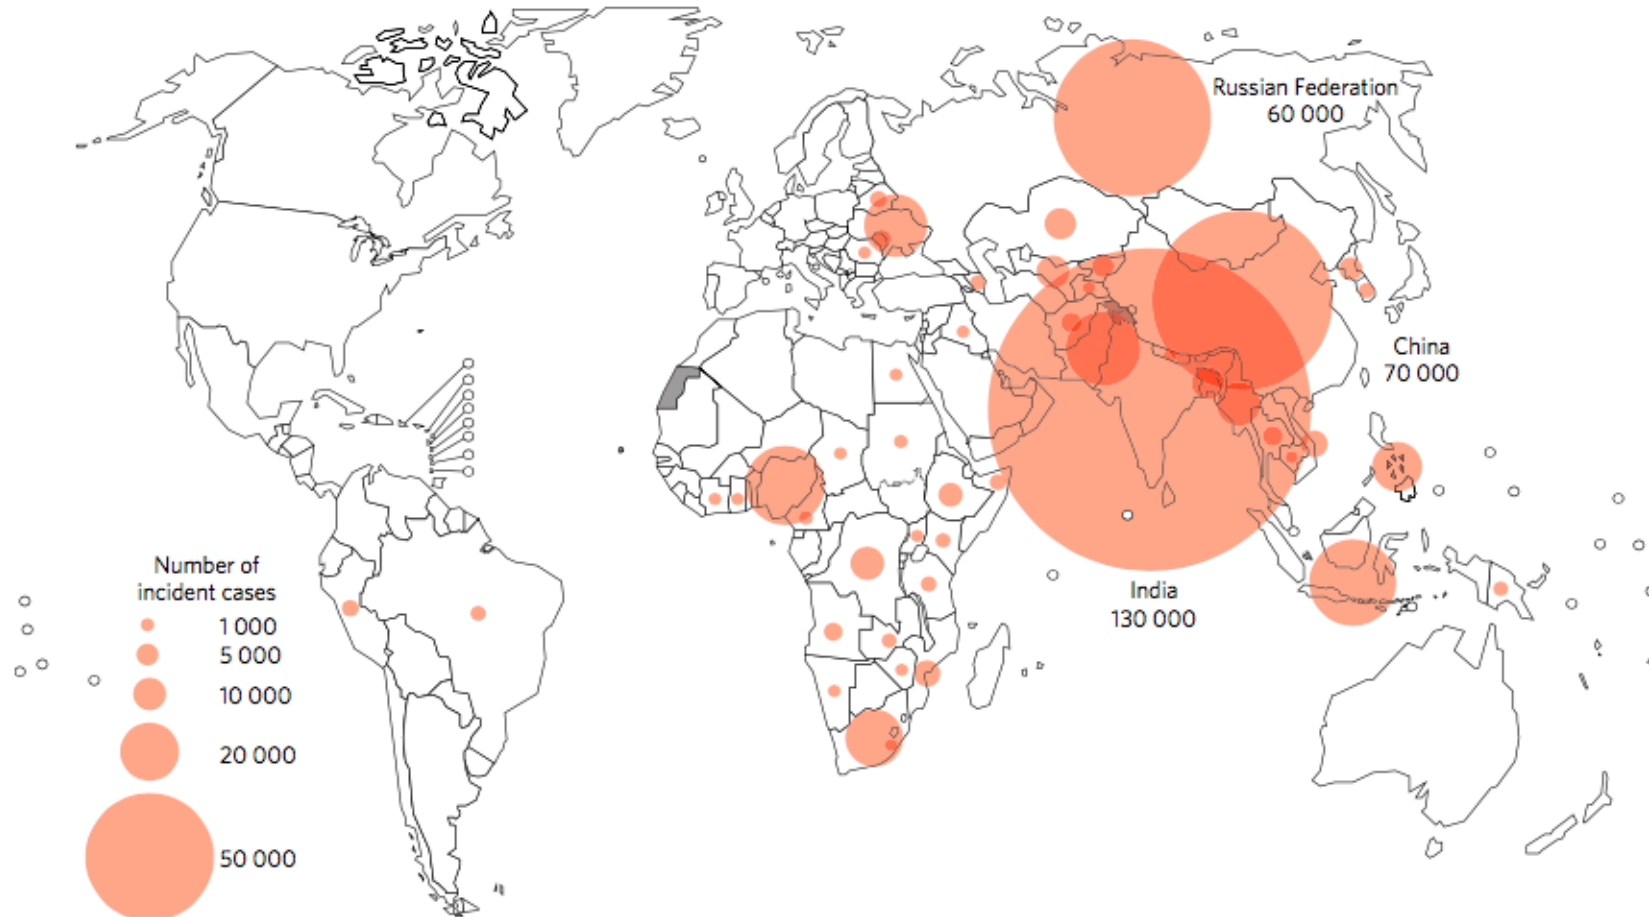 Russian Federation
60 000
China
70 000
India
130 000
Number of
incident cases
1 000
5 000
10 000
20 000
50 000